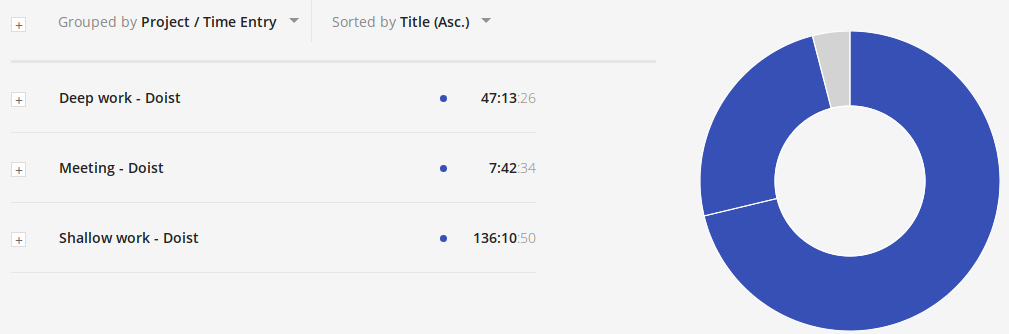 Grouped by Project / Time Entry Sorted by Title (Asc.)
Deep work - Doist 47:13:26
Meeting - Doist 7:42:34
Shallow work - Doist 136:10:50